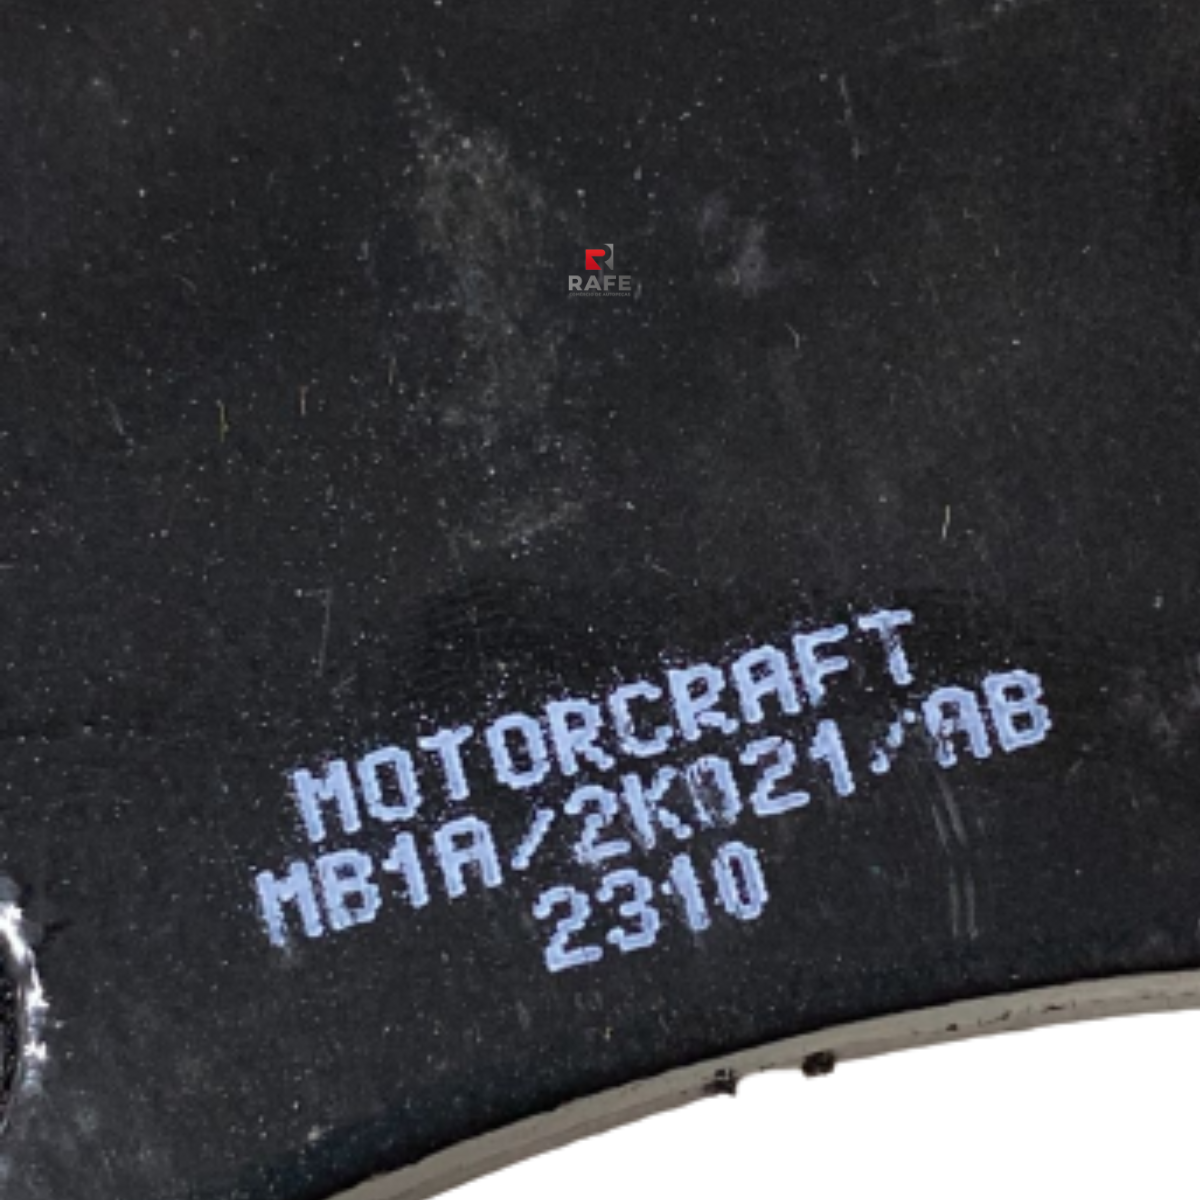 RAFE
MOTORCRAFT
MB1A/2K021/AB
2310